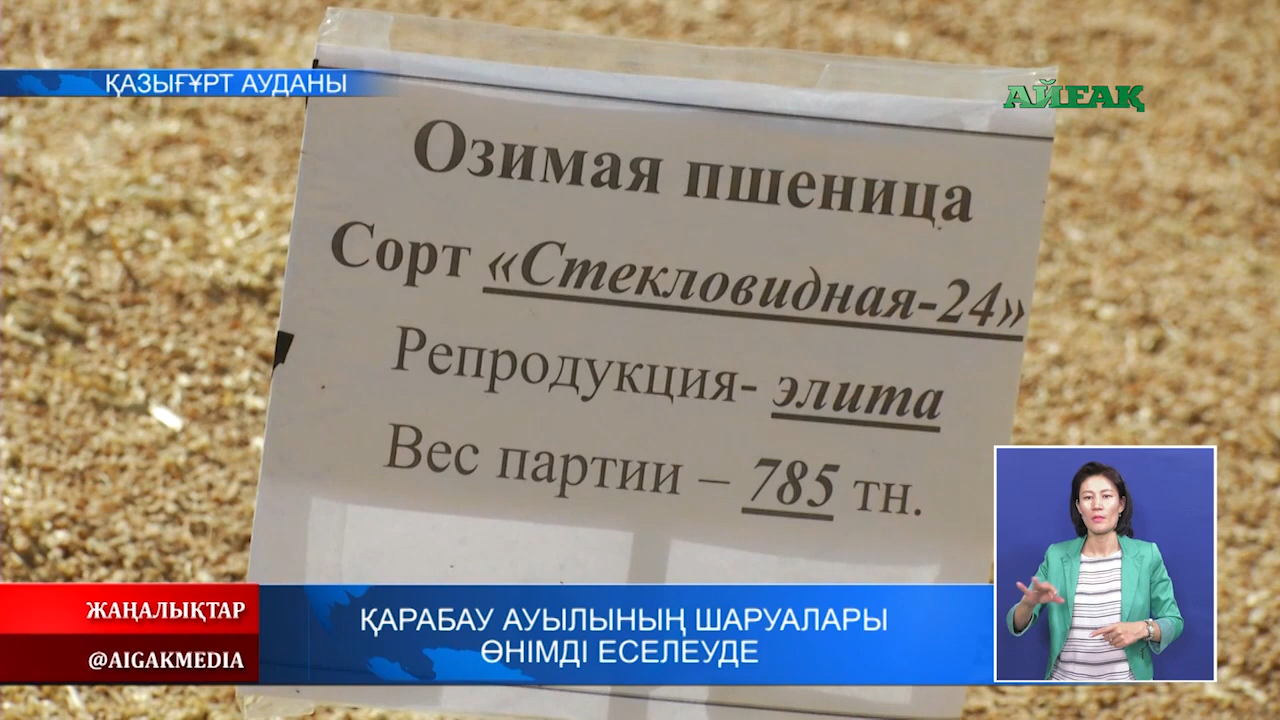 ҚАЗЫҒҰРТ АУДАНЫ
АЙҒАҚ
Озимая пшеница
Сорт «Стекловидная-24»
Репродукция- элита
Вес партии – 785 тн.
ЖАҢАЛЫҚТАР
@AIGAKMEDIA
ҚАРАБАУ АУЫЛЫНЫҢ ШАРУАЛАРЫ
ӨНІМДІ ЕСЕЛЕУДЕ